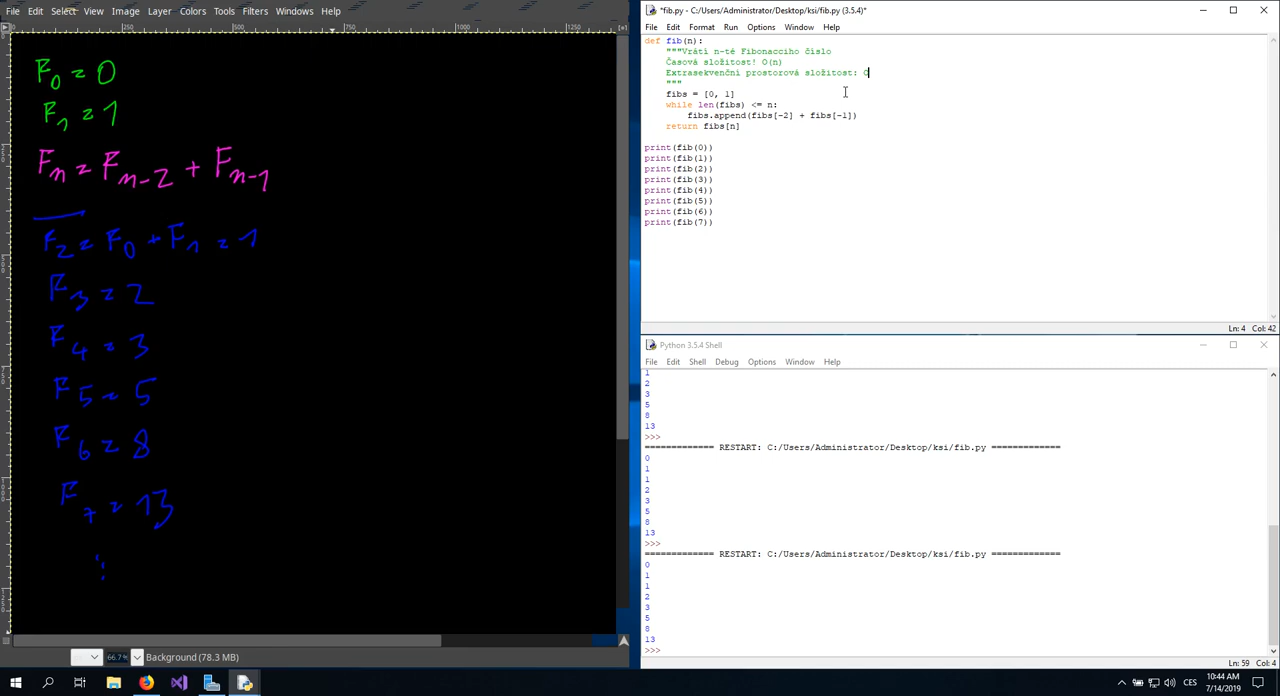 File Edit Select View Image Layer Colors Tools Filters Windows Help
F0 = 0
F1 = 1
Fn = Fn-2 + Fn-1
F2 = F0 + F1 = 1
F3 = 2
F4 = 3
F5 = 5
F6 = 8
F7 = 13
⋮
66.7% Background (78.3 MB)
*fib.py - C:/Users/Administrator/Desktop/ksi/fib.py (3.5.4)*
File Edit Format Run Options Window Help
def fib(n):
"""Vrátí n-té Fibonacciho číslo
Časová složitost! O(n)
Extrasekvenční prostorová složitost: O
"""
fibs = [0, 1]
while len(fibs) <= n:
fibs.append(fibs[-2] + fibs[-1])
return fibs[n]
print(fib(0))
print(fib(1))
print(fib(2))
print(fib(3))
print(fib(4))
print(fib(5))
print(fib(6))
print(fib(7))
Ln: 4 Col: 42
Python 3.5.4 Shell
File Edit Shell Debug Options Window Help
1
2
3
5
8
13
>>>
============ RESTART: C:/Users/Administrator/Desktop/ksi/fib.py ============
0
1
1
2
3
5
8
13
>>>
============ RESTART: C:/Users/Administrator/Desktop/ksi/fib.py ============
0
1
1
2
3
5
8
13
>>>
Ln: 59 Col: 4
CES
10:44 AM
7/14/2019